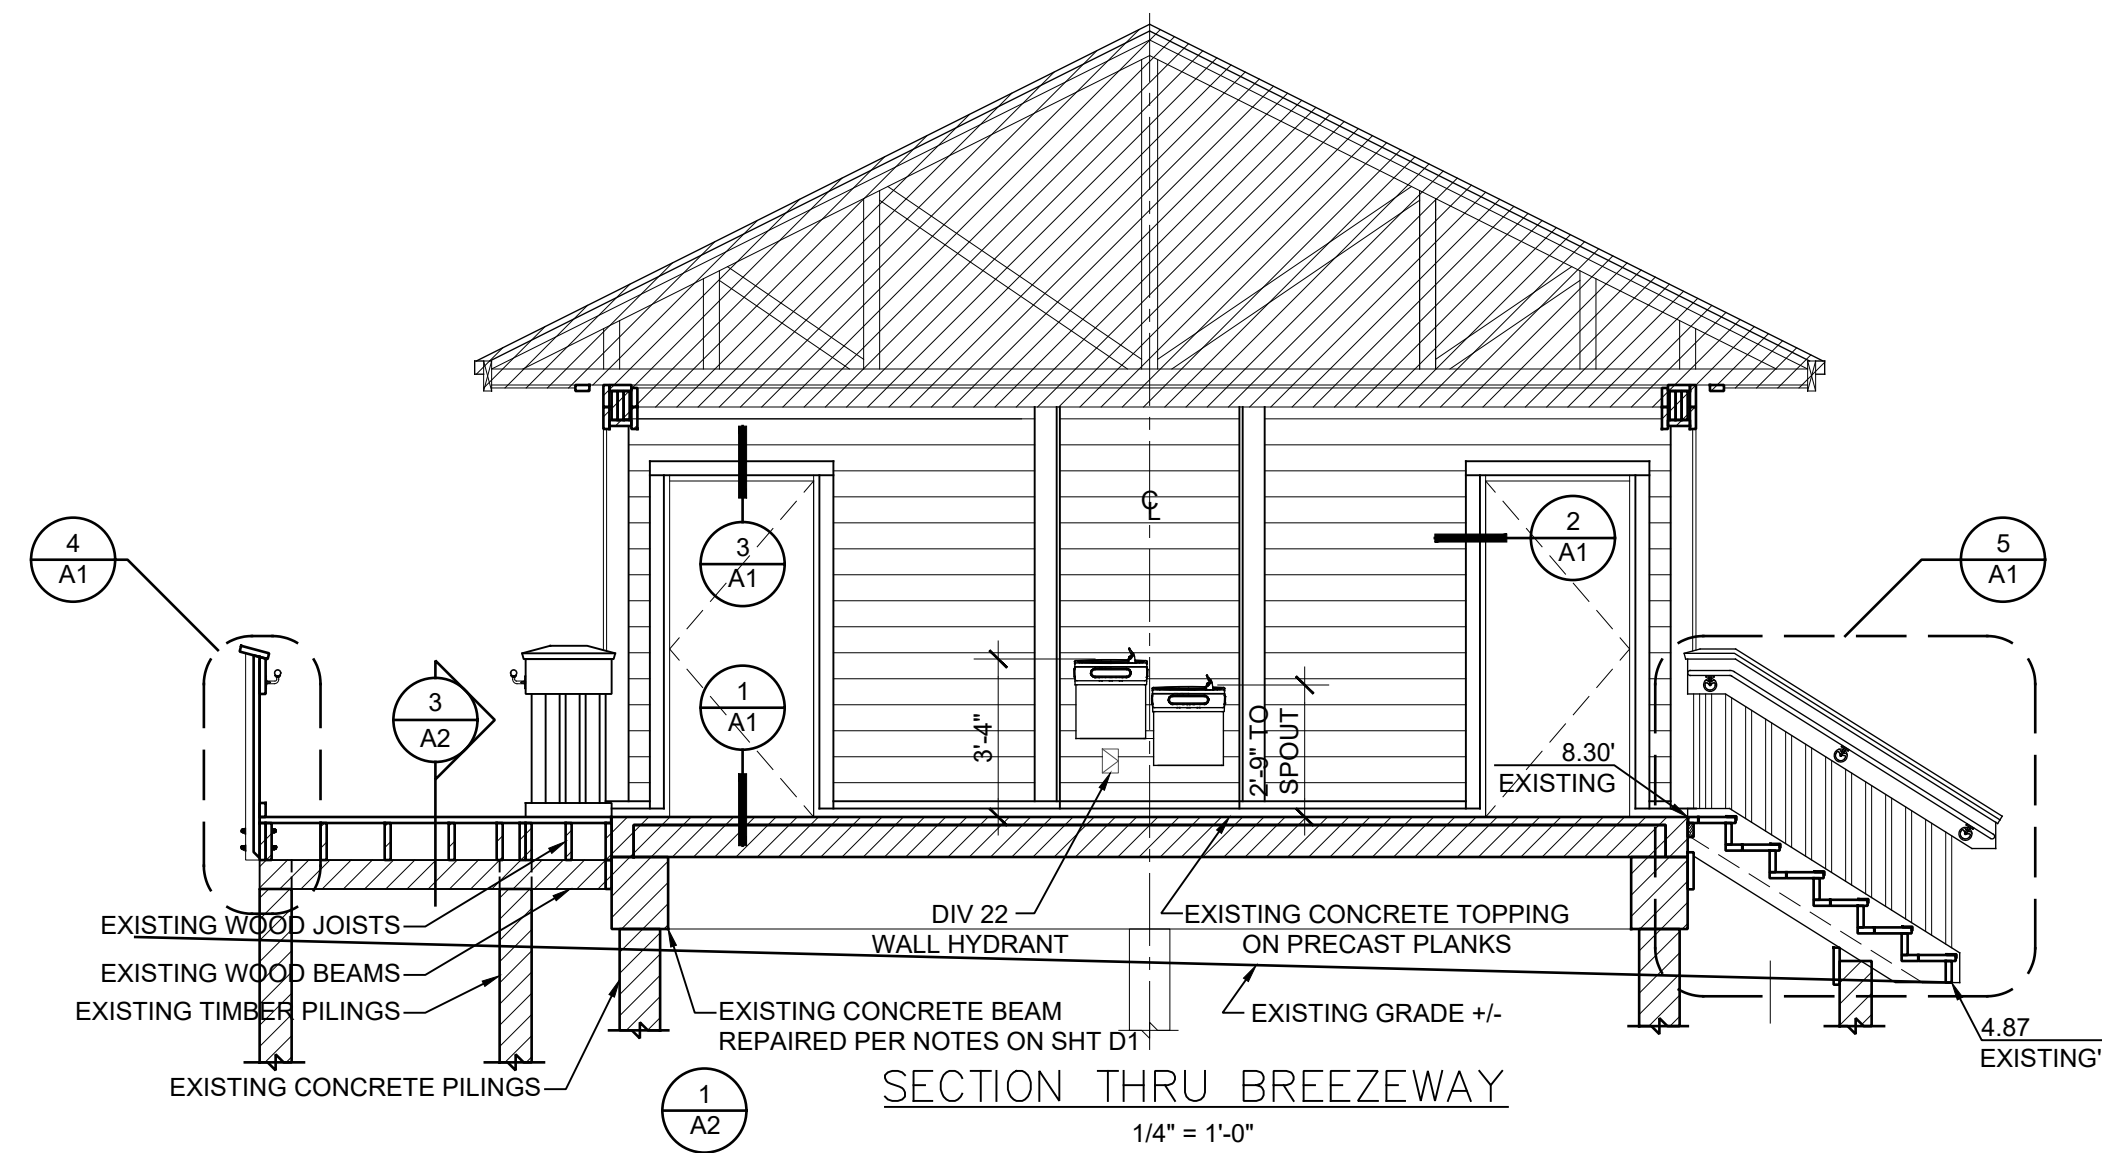 ℄
4
A1
3
A1
2
A1
5
A1
3
A2
1
A1
3'-4"
2'-9" TO
SPOUT
8.30'
EXISTING
EXISTING WOOD JOISTS
EXISTING WOOD BEAMS
EXISTING TIMBER PILINGS
EXISTING CONCRETE PILINGS
DIV 22
WALL HYDRANT
EXISTING CONCRETE TOPPING
ON PRECAST PLANKS
EXISTING CONCRETE BEAM
REPAIRED PER NOTES ON SHT D1
EXISTING GRADE +/-
4.87
EXISTING'
1
A2
SECTION THRU BREEZEWAY
1/4" = 1'-0"